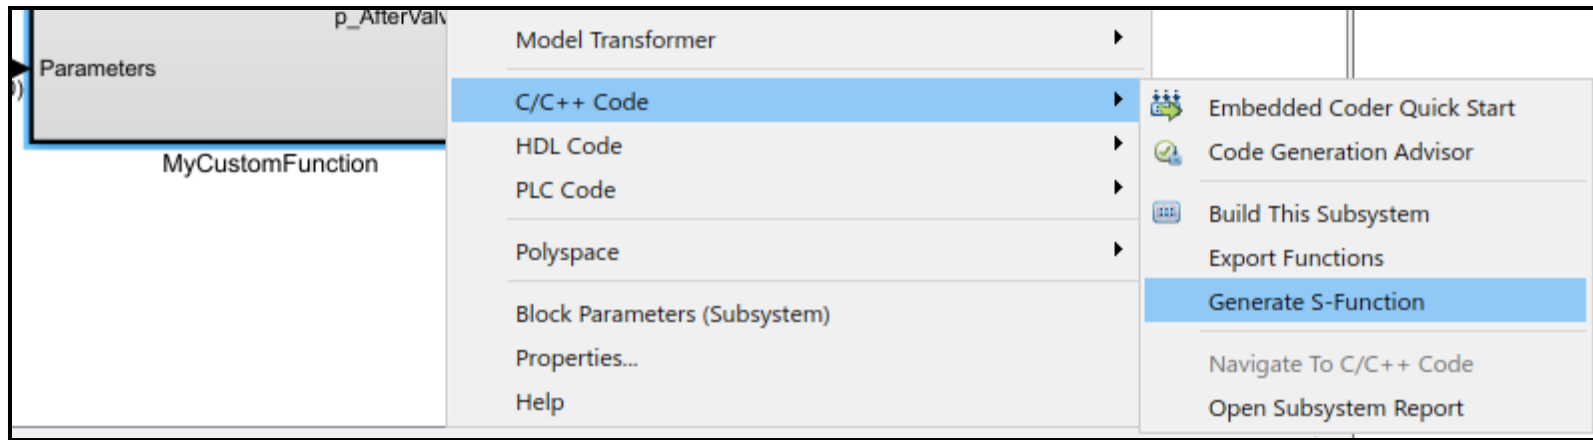 p_AfterValv
Parameters
)
MyCustomFunction
Model Transformer
C/C++ Code
HDL Code
PLC Code
Polyspace
Block Parameters (Subsystem)
Properties...
Help
Embedded Coder Quick Start
Code Generation Advisor
Build This Subsystem
Export Functions
Generate S-Function
Navigate To C/C++ Code
Open Subsystem Report